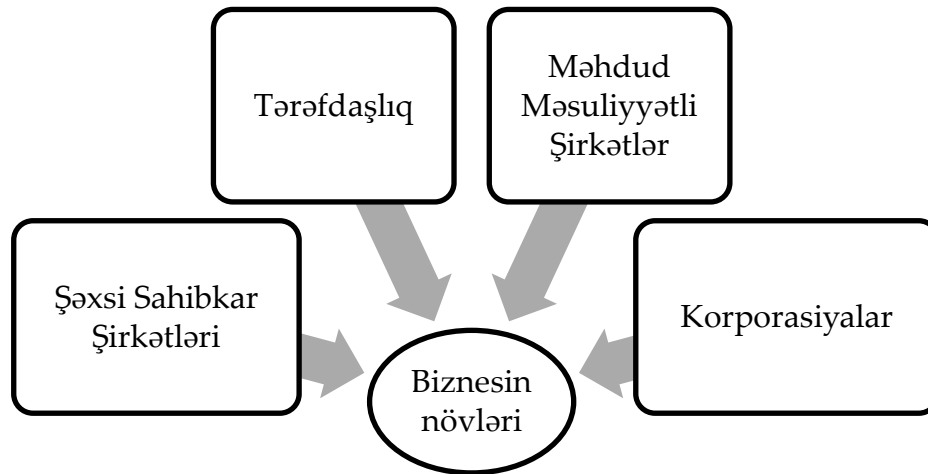 Tərəfdaşlıq
Məhdud
Məsuliyyətli
Şirkətlər
Şəxsi Sahibkar
Şirkətləri
Korporasiyalar
Biznesin
növləri